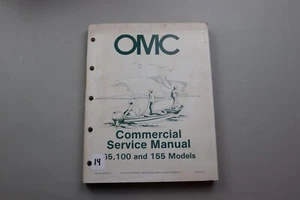 OMC
Commercial
Service Manual
65,100 and 155 Models
14